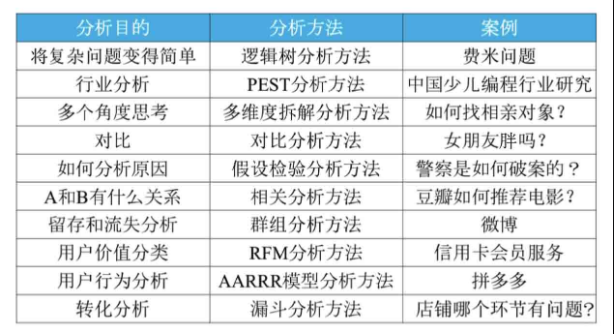 分析目的 分析方法 案例
将复杂问题变得简单 逻辑树分析方法 费米问题
行业分析 PEST分析方法 中国少儿编程行业研究
多个角度思考 多维度拆解分析方法 如何找相亲对象?
对比 对比分析方法 女朋友胖吗?
如何分析原因 假设检验分析方法 警察是如何破案的?
A和B有什么关系 相关分析方法 豆瓣如何推荐电影?
留存和流失分析 群组分析方法 微博
用户价值分类 RFM分析方法 信用卡会员服务
用户行为分析 AARRR模型分析方法 拼多多
转化分析 漏斗分析方法 店铺哪个环节有问题?